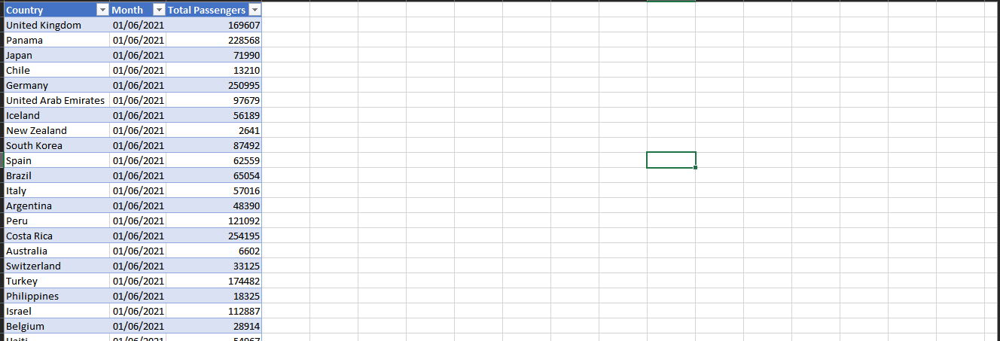 Country Month Total Passengers
United Kingdom 01/06/2021 169607
Panama 01/06/2021 228568
Japan 01/06/2021 71990
Chile 01/06/2021 13210
Germany 01/06/2021 250995
United Arab Emirates 01/06/2021 97679
Iceland 01/06/2021 56189
New Zealand 01/06/2021 2641
South Korea 01/06/2021 87492
Spain 01/06/2021 62559
Brazil 01/06/2021 65054
Italy 01/06/2021 57016
Argentina 01/06/2021 48390
Peru 01/06/2021 121092
Costa Rica 01/06/2021 254195
Australia 01/06/2021 6602
Switzerland 01/06/2021 33125
Turkey 01/06/2021 174482
Philippines 01/06/2021 18325
Israel 01/06/2021 112887
Belgium 01/06/2021 28914
Haiti 01/06/2021 54967